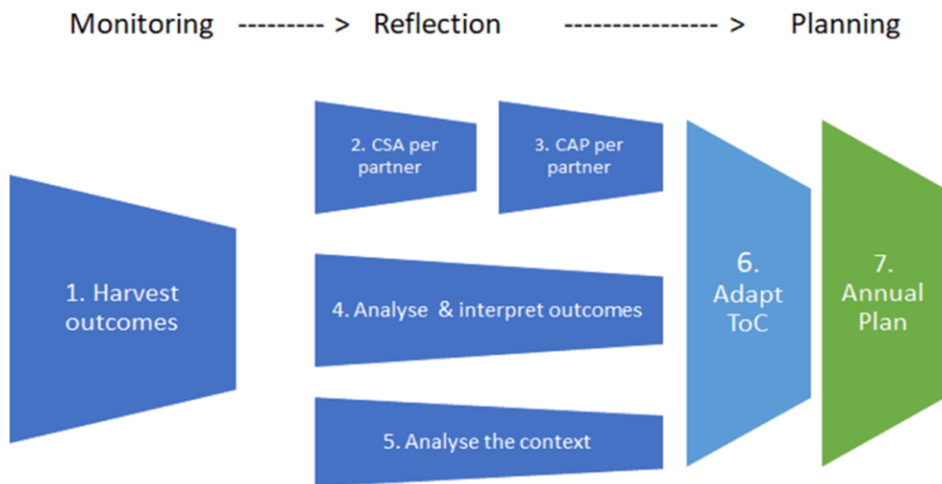 Monitoring -------- > Reflection --------------- > Planning
2. CSA per
partner
3. CAP per
partner
1. Harvest
outcomes
4. Analyse & interpret outcomes
5. Analyse the context
6.
Adapt
ToC
7.
Annual
Plan